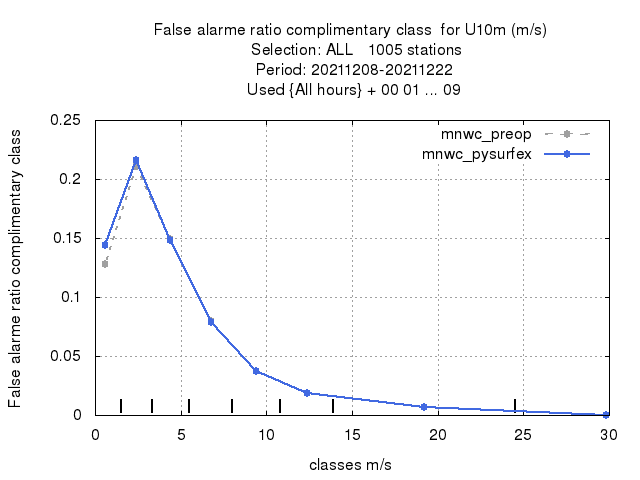 False alarme ratio complimentary class  for U10m (m/s)
Selection: ALL   1005 stations
Period: 20211208-20211222
Used {All hours} + 00 01 ... 09
False alarme ratio complimentary class
0.25
0.2
0.15
0.1
0.05
0
mnwc_preop
mnwc_pysurfex
0 5 10 15 20 25 30
classes m/s